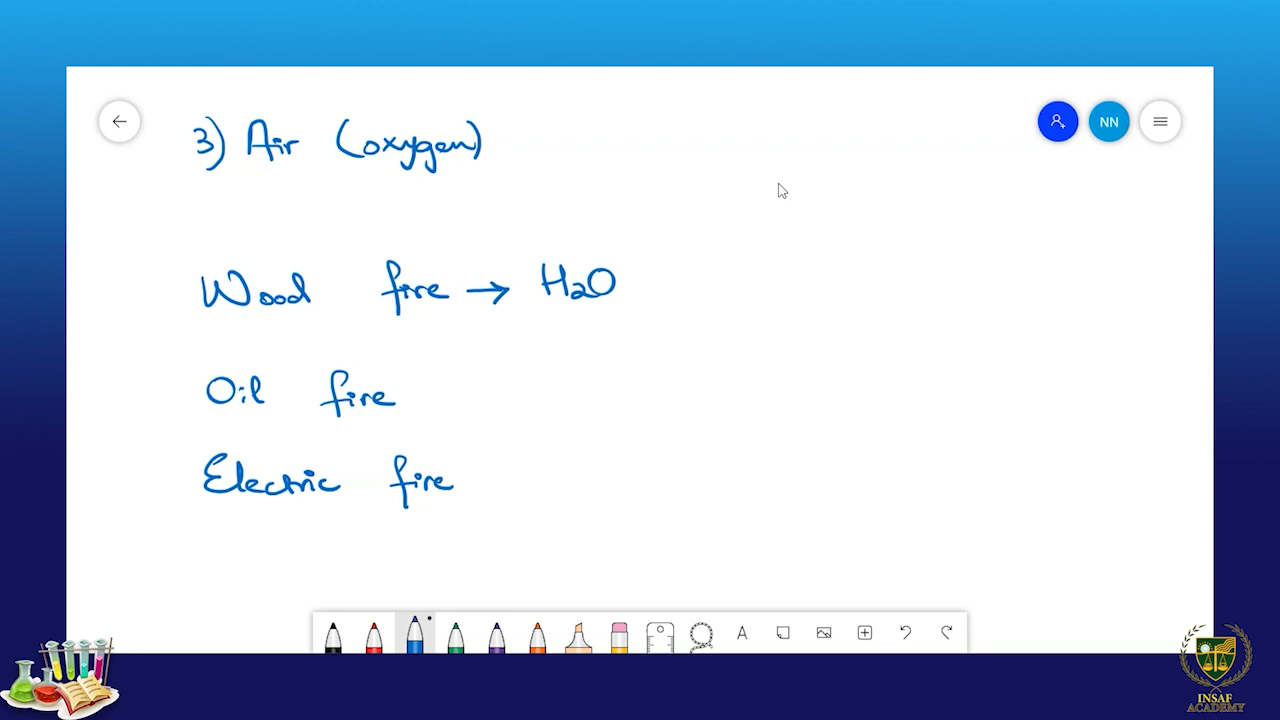 3) Air (oxygen)
NN
Wood fire → H2O
Oil fire
Electric fire
A
INSAF
ACADEMY